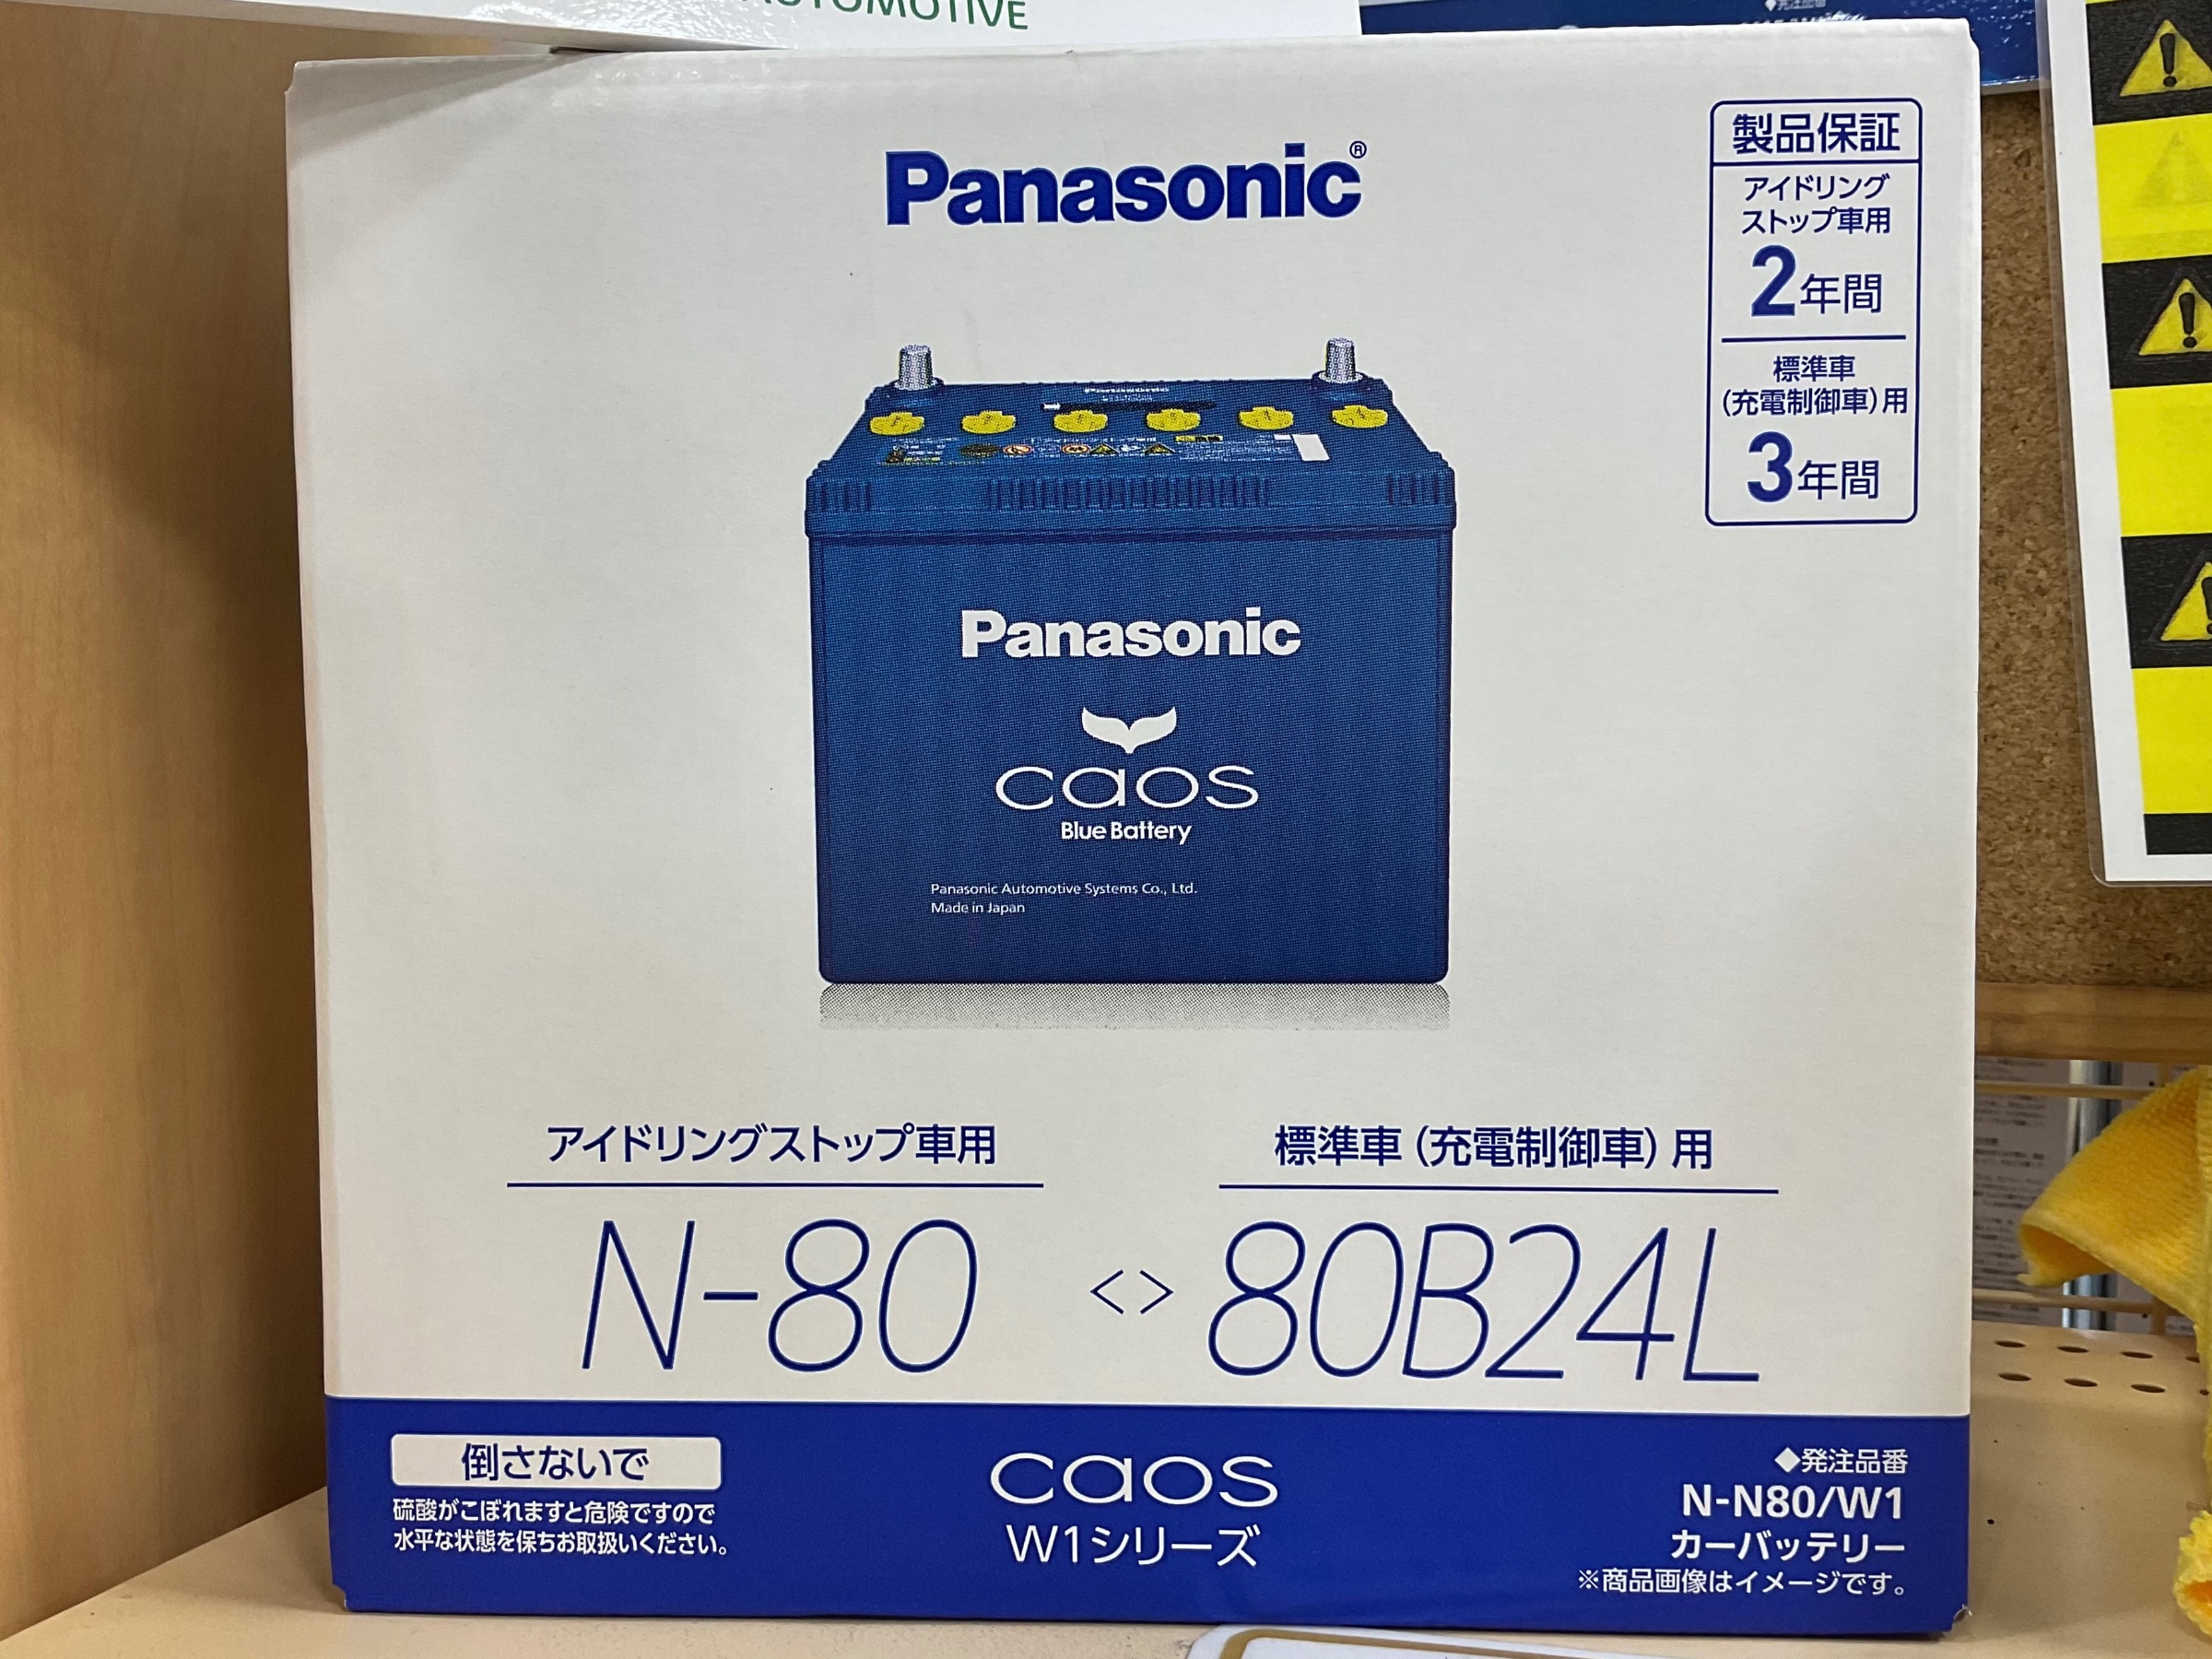 AUTOMOTIVE
◆発注品番
Panasonic®
製品保証
アイドリング
ストップ車用
2年間
標準車
(充電制御車)用
3年間
Panasonic
caos
Blue Battery
Panasonic Automotive Systems Co., Ltd.
Made in Japan
アイドリングストップ車用
標準車(充電制御車)用
N-80 <> 80B24L
倒さないで
硫酸がこぼれますと危険ですので
水平な状態を保ちお取扱いください。
caos
W1シリーズ
◆発注品番
N-N80/W1
カーバッテリー
※商品画像はイメージです。